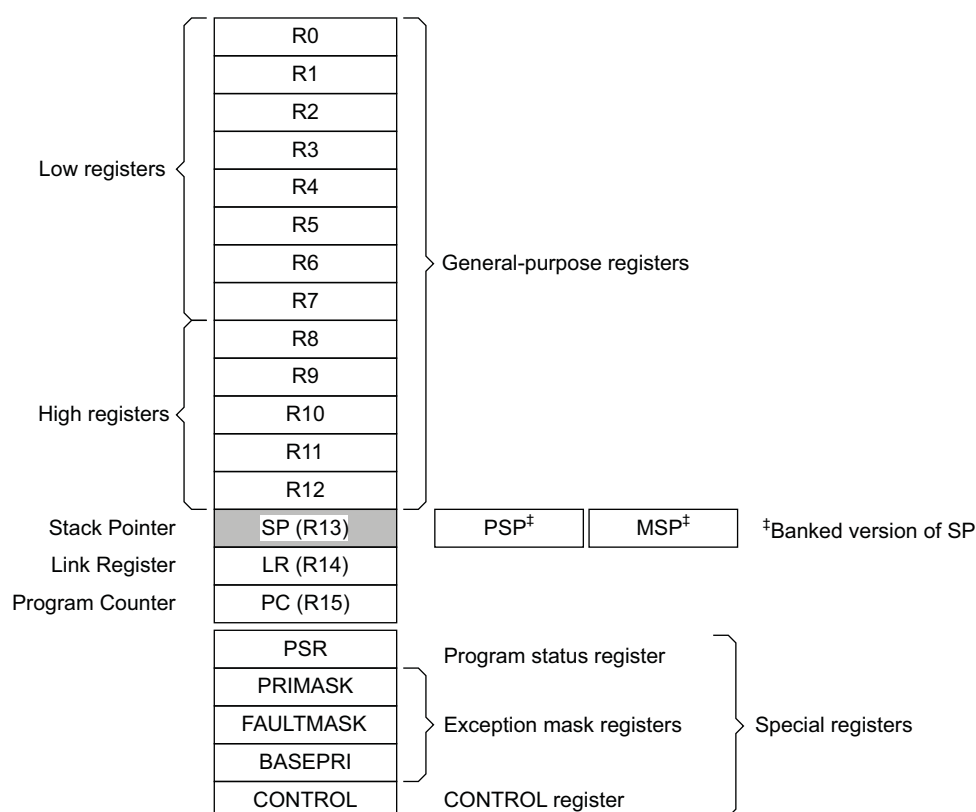 R0
R1
R2
R3
Low registers
R4
R5
R6
General-purpose registers
R7
R8
R9
High registers
R10
R11
R12
Stack Pointer
SP (R13)
PSP‡
MSP‡
‡Banked version of SP
Link Register
LR (R14)
Program Counter
PC (R15)
PSR
Program status register
PRIMASK
FAULTMASK
Exception mask registers
Special registers
BASEPRI
CONTROL
CONTROL register